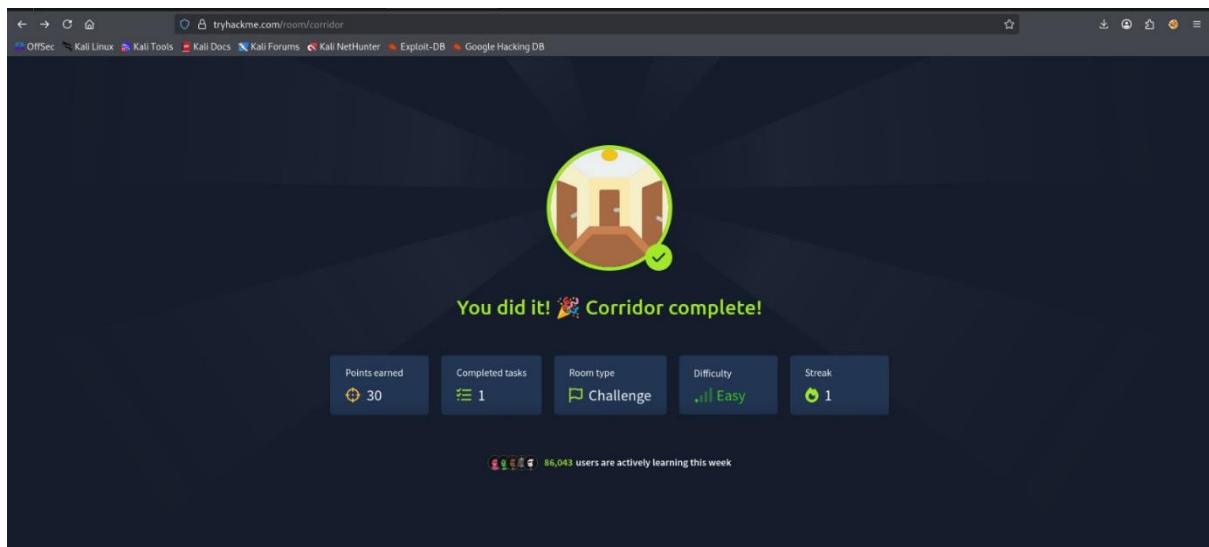 tryhackme.com/room/corridor
OffSec Kali Linux Kali Tools Kali Docs Kali Forums Kali NetHunter Exploit-DB Google Hacking DB
You did it! 🎉 Corridor complete!
Points earned Completed tasks Room type Difficulty Streak
30 1 Challenge Easy 1
86,043 users are actively learning this week